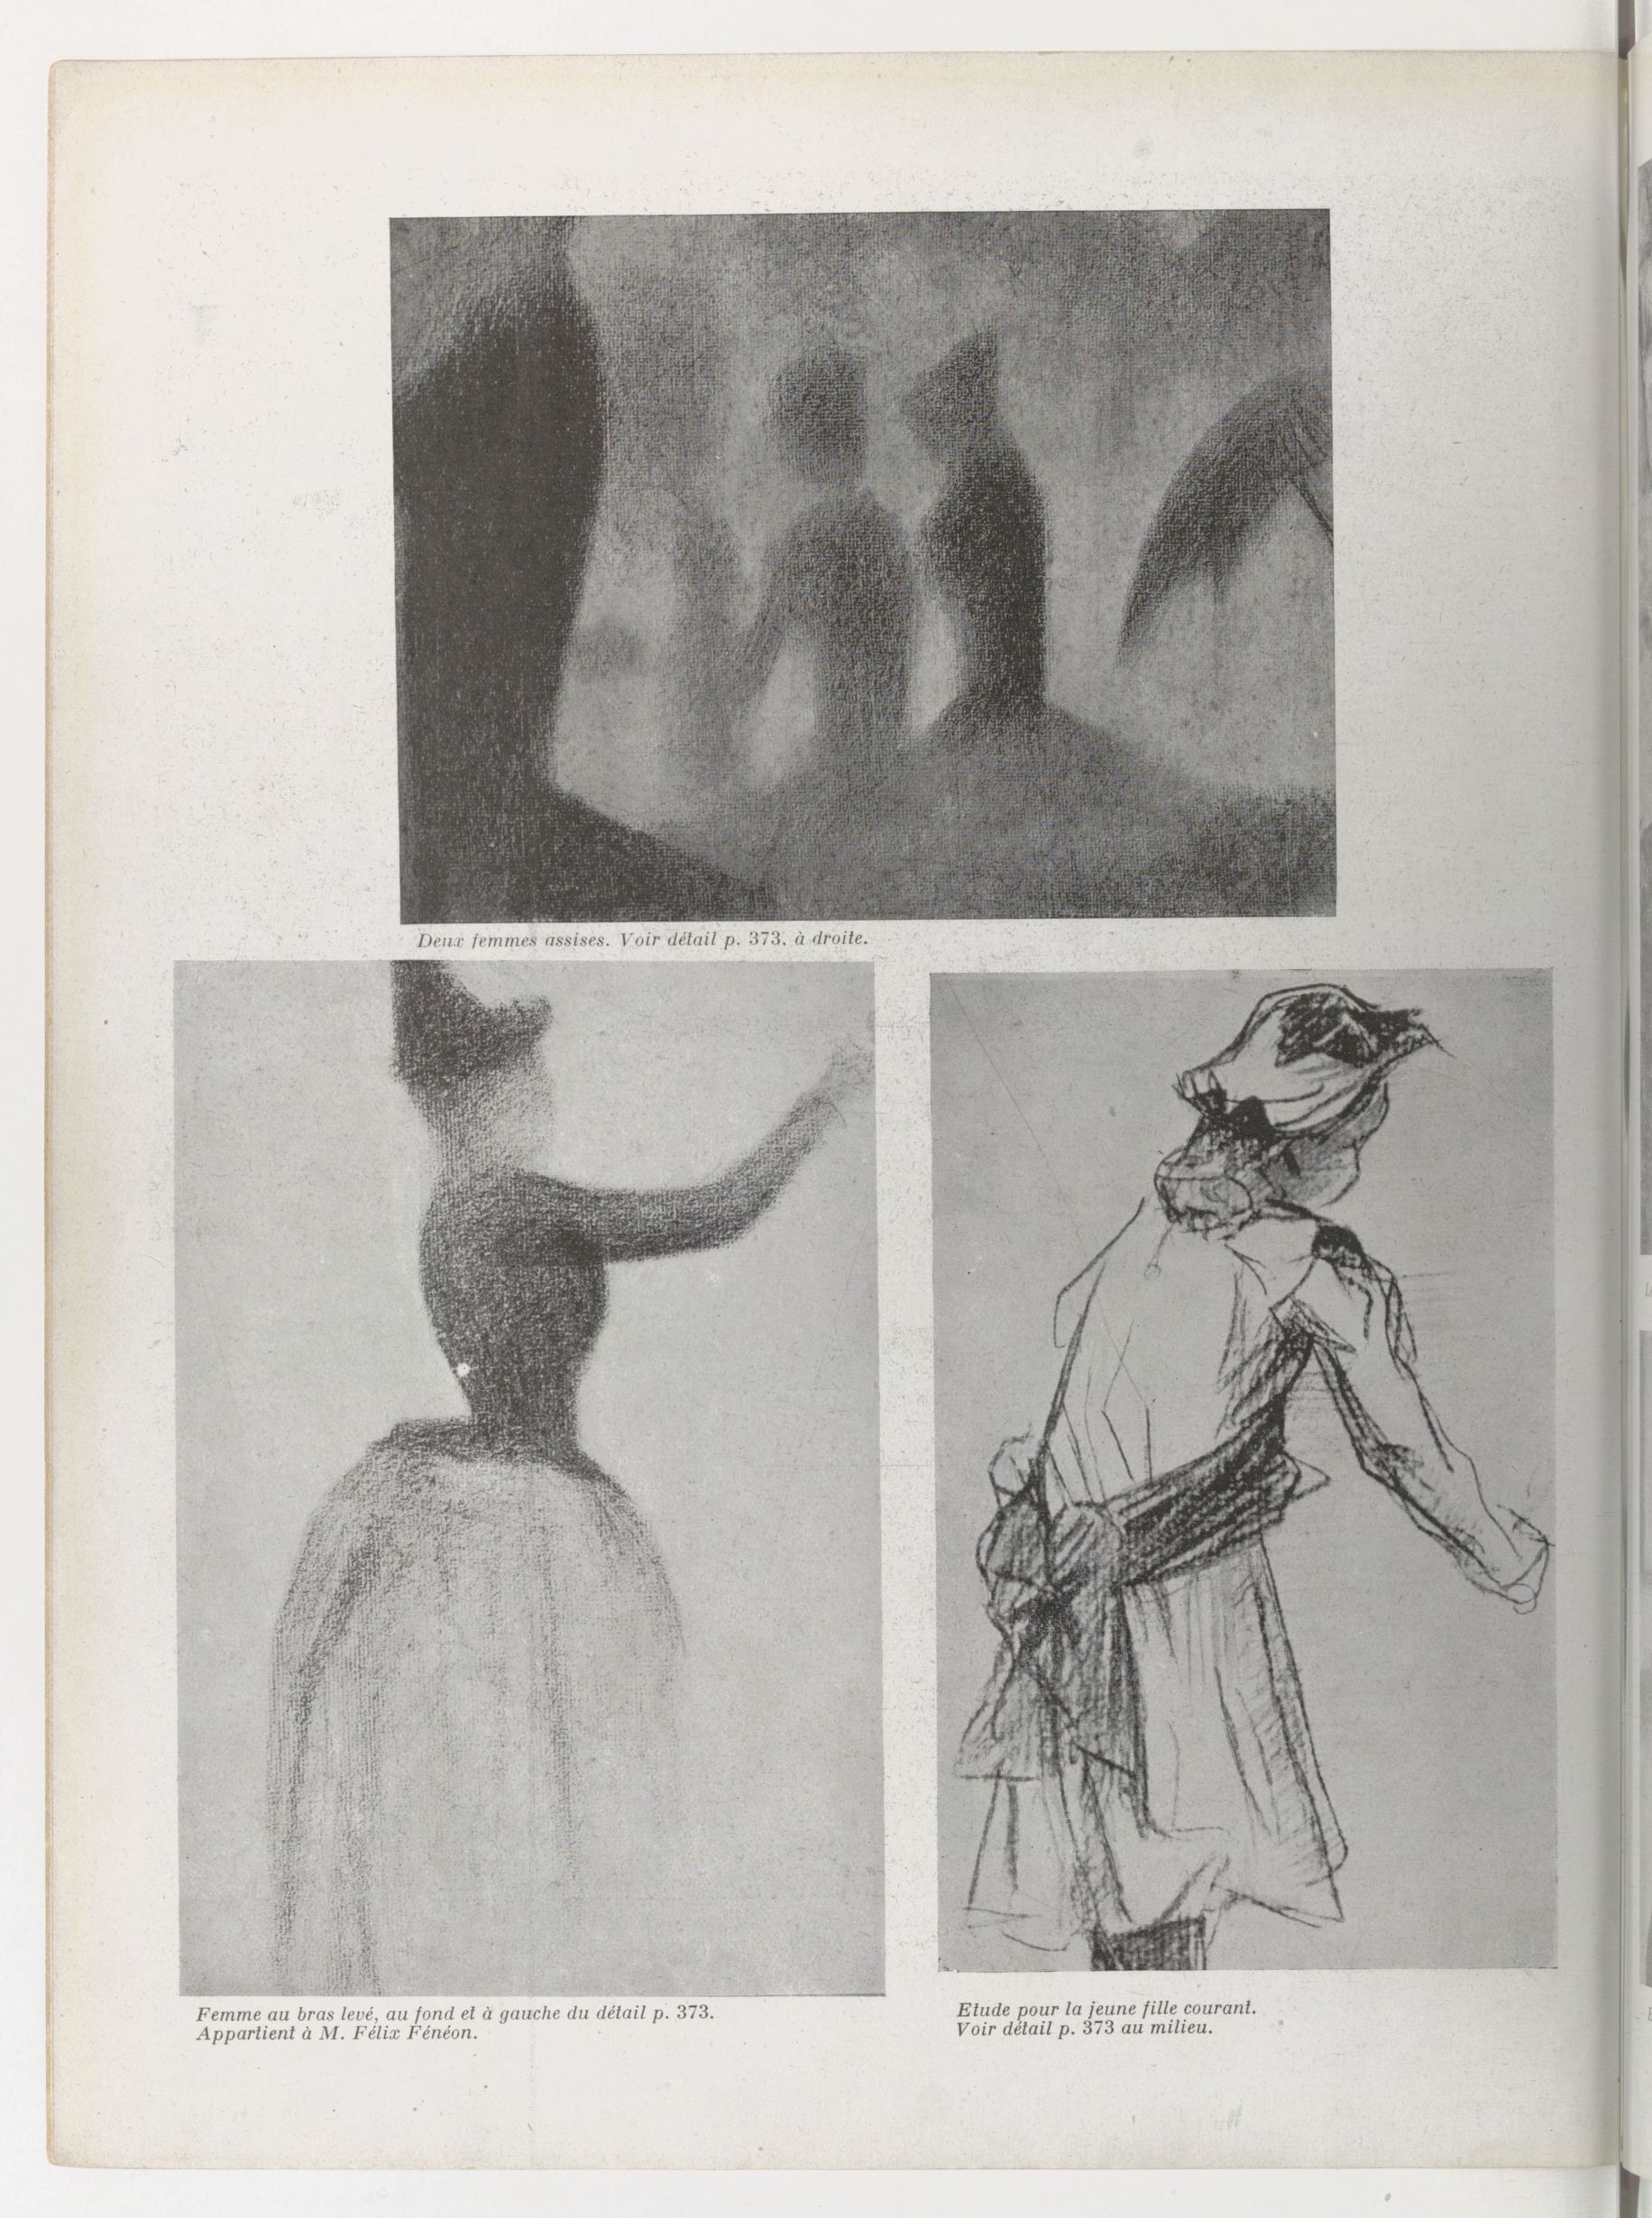 Deux femmes assises. Voir détail p. 373, à droite.
Femme au bras levé, au fond et à gauche du détail p. 373.
Appartient à M. Félix Fénéon.
Etude pour la jeune fille courant.
Voir détail p. 373 au milieu.